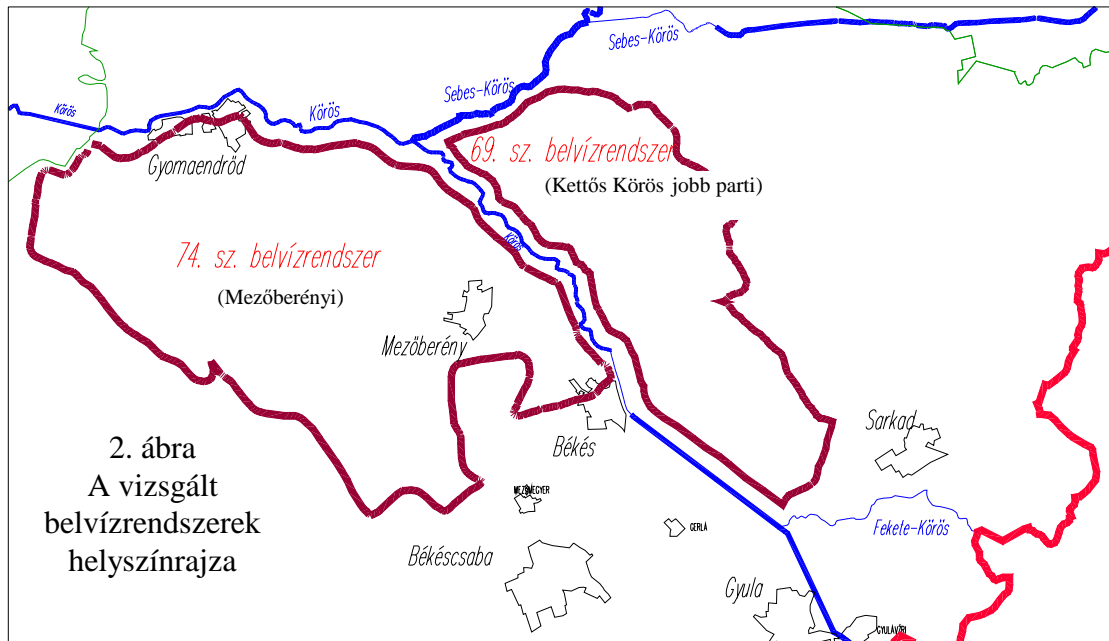 Sebes-Körös
Sebes-Körös
Körös
Körös
Gyomaendrőd
69. sz. belvízrendszer
(Kettős Körös jobb parti)
Körös
74. sz. belvízrendszer
(Mezőberényi)
Mezőberény
Békés
Sarkad
2. ábra
A vizsgált
belvízrendszerek
helyszínrajza
MEZŐMEGYER
GERLA
Fekete-Körös
Békéscsaba
Gyula
GYULAVÁRI